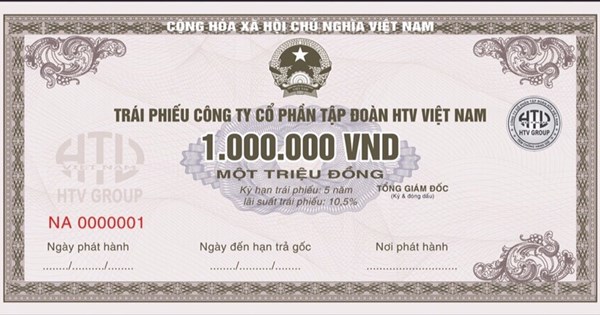 CỘNG HÒA XÃ HỘI CHỦ NGHĨA VIỆT NAM
TRÁI PHIẾU CÔNG TY CỔ PHẦN TẬP ĐOÀN HTV VIỆT NAM
1.000.000 VND
MỘT TRIỆU ĐỒNG
Kỳ hạn trái phiếu: 5 năm
lãi suất trái phiếu: 10,5%
TỔNG GIÁM ĐỐC
(Ký & đóng dấu)
VIETNAM
HTV GROUP
HTV GROUP
NA 0000001
Ngày phát hành
Ngày đến hạn trả gốc
Nơi phát hành
......../......../............
......../......../............